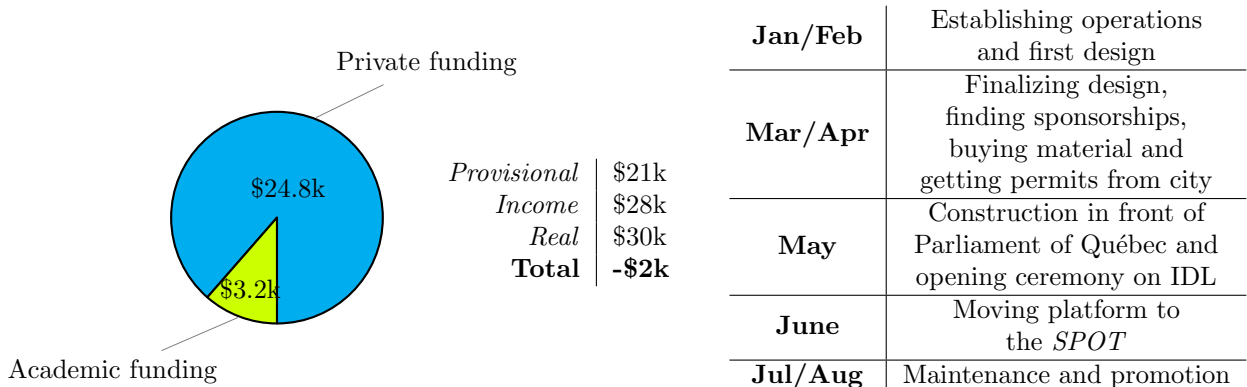 Private funding
$24.8k
$3.2k
Academic funding
Provisional $21k
Income $28k
Real $30k
Total -$2k
Jan/Feb
Establishing operations
and first design
Mar/Apr
Finalizing design,
finding sponsorships,
buying material and
getting permits from city
May
Construction in front of
Parliament of Québec and
opening ceremony on IDL
June
Moving platform to
the SPOT
Jul/Aug Maintenance and promotion